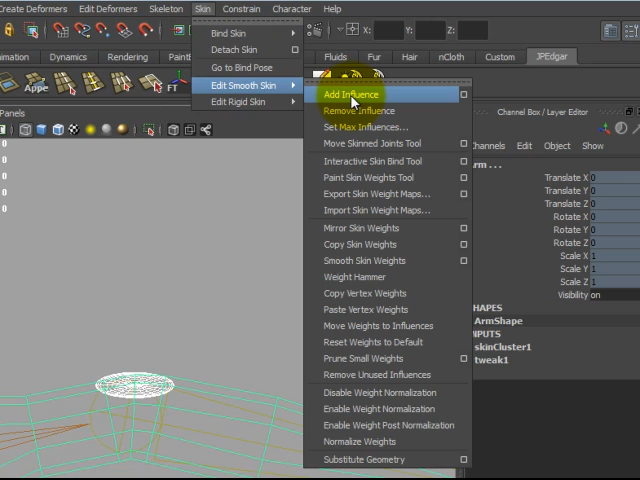 Create Deformers Edit Deformers Skeleton Skin Constrain Character Help
Bind Skin
X: Y: Z:
Detach Skin
Animation Dynamics Rendering Fluids Fur Hair nCloth Custom JPEdgar
Go to Bind Pose
Appe FT
Edit Smooth Skin
Add Influence
Edit Rigid Skin
Remove Influence
Panels
Channel Box / Layer Editor
Set Max Influences...
0
Move Skinned Joints Tool
Channels Edit Object Show
0
Interactive Skin Bind Tool
Arm . . .
0
Paint Skin Weights Tool
Translate X 0
0
Export Skin Weight Maps...
Translate Y 0
Translate Z 0
0
Import Skin Weight Maps...
Rotate X 0
Mirror Skin Weights
Rotate Y 0
Copy Skin Weights
Rotate Z 0
Smooth Skin Weights
Scale X 1
Scale Y 1
Weight Hammer
Scale Z 1
Copy Vertex Weights
Visibility on
Paste Vertex Weights
SHAPES
Move Weights to Influences
ArmShape
Reset Weights to Default
INPUTS
skinCluster1
Prune Small Weights
tweak1
Remove Unused Influences
Disable Weight Normalization
Enable Weight Normalization
Enable Weight Post Normalization
Normalize Weights
Substitute Geometry